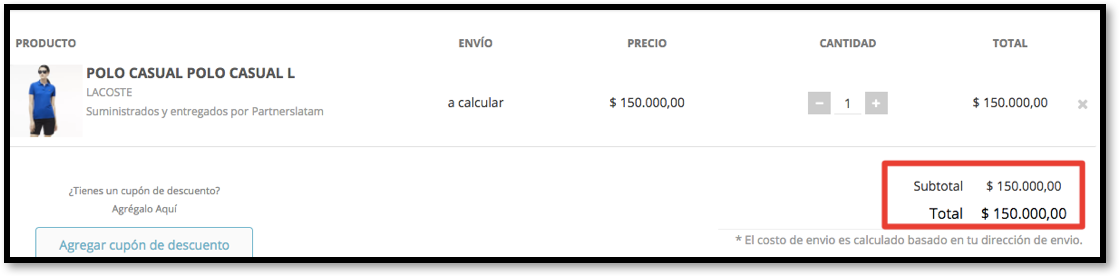 PRODUCTO ENVÍO PRECIO CANTIDAD TOTAL
POLO CASUAL POLO CASUAL L
LACOSTE
Suministrados y entregados por Partnerslatam
a calcular $ 150.000,00 − 1 + $ 150.000,00 ×
¿Tienes un cupón de descuento?
Agrégalo Aquí
Agregar cupón de descuento
Subtotal $ 150.000,00
Total $ 150.000,00
* El costo de envio es calculado basado en tu dirección de envio.